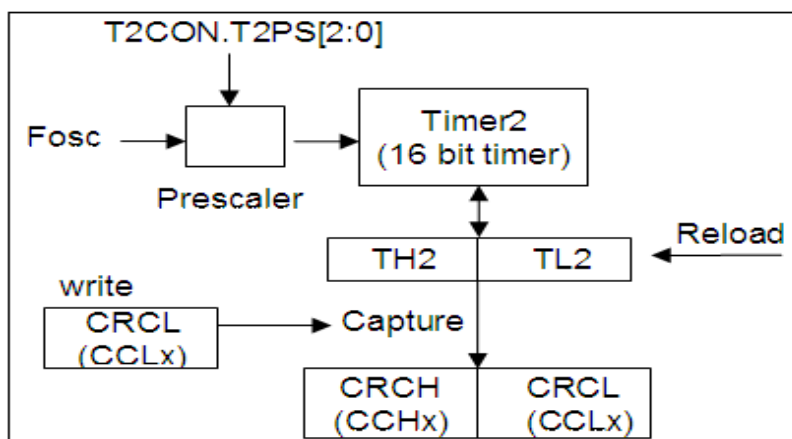 T2CON.T2PS[2:0]
Fosc
Timer2
(16 bit timer)
Prescaler
TH2
TL2
Reload
write
CRCL
(CCLx)
Capture
CRCH
(CCHx)
CRCL
(CCLx)